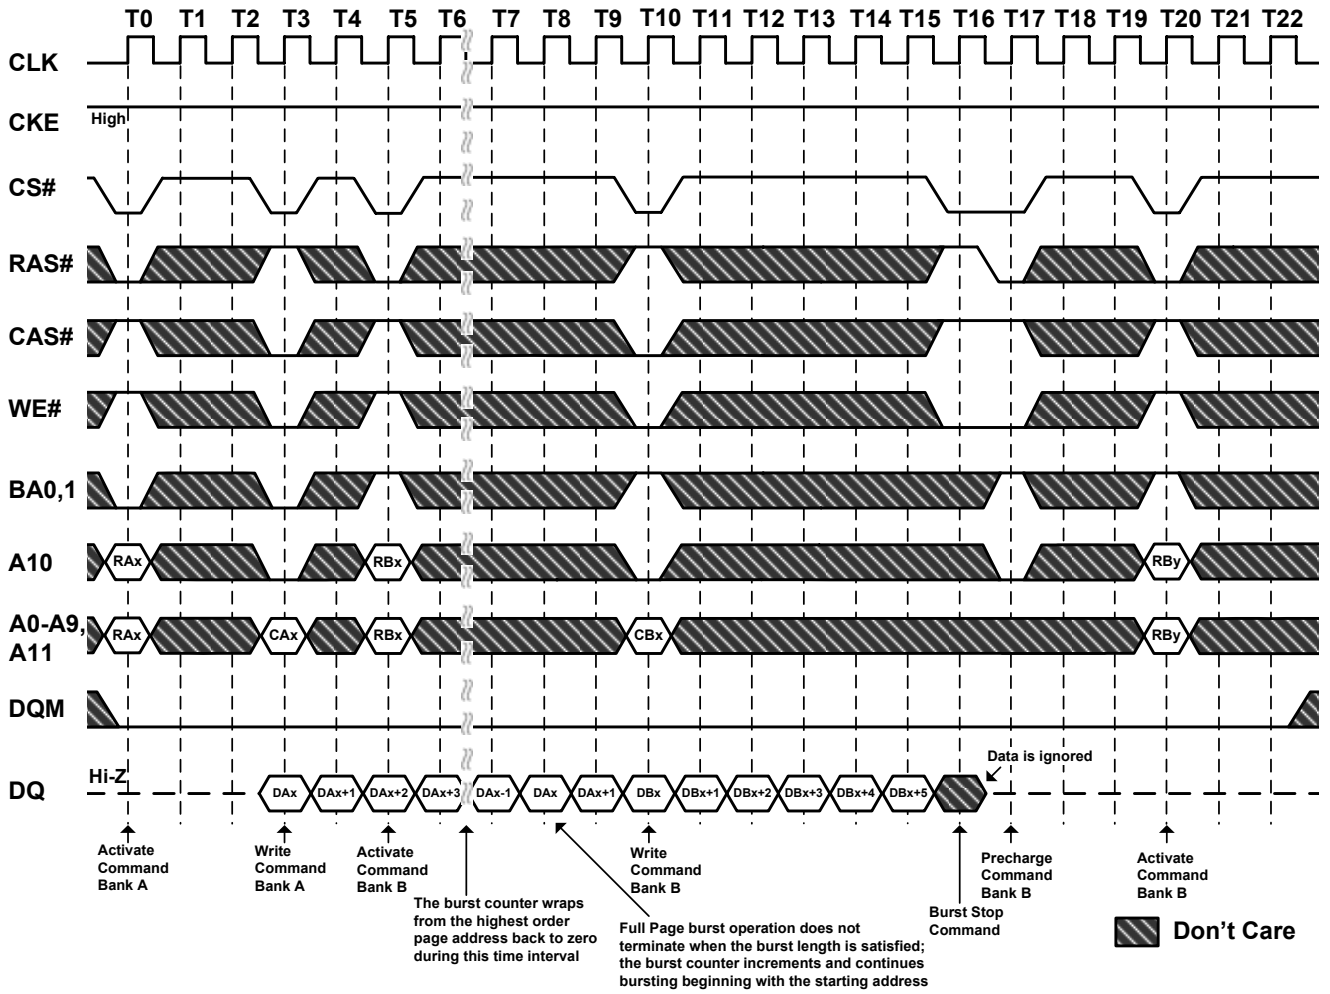 T0 T1 T2 T3 T4 T5 T6 T7 T8 T9 T10 T11 T12 T13 T14 T15 T16 T17 T18 T19 T20 T21 T22
CLK
CKE High
CS#
RAS#
CAS#
WE#
BA0,1
A10 RAx RBx RBy
A0-A9,
A11 RAx CAx RBx CBx RBy
DQM
Data is ignored
DQ Hi-Z DAx DAx+1 DAx+2 DAx+3 DAx-1 DAx DAx+1 DBx DBx+1 DBx+2 DBx+3 DBx+4 DBx+5
Activate
Command
Bank A
Write
Command
Bank A
Activate
Command
Bank B
The burst counter wraps
from the highest order
page address back to zero
during this time interval
Write
Command
Bank B
Full Page burst operation does not
terminate when the burst length is satisfied;
the burst counter increments and continues
bursting beginning with the starting address
Burst Stop
Command
Precharge
Command
Bank B
Activate
Command
Bank B
Don't Care